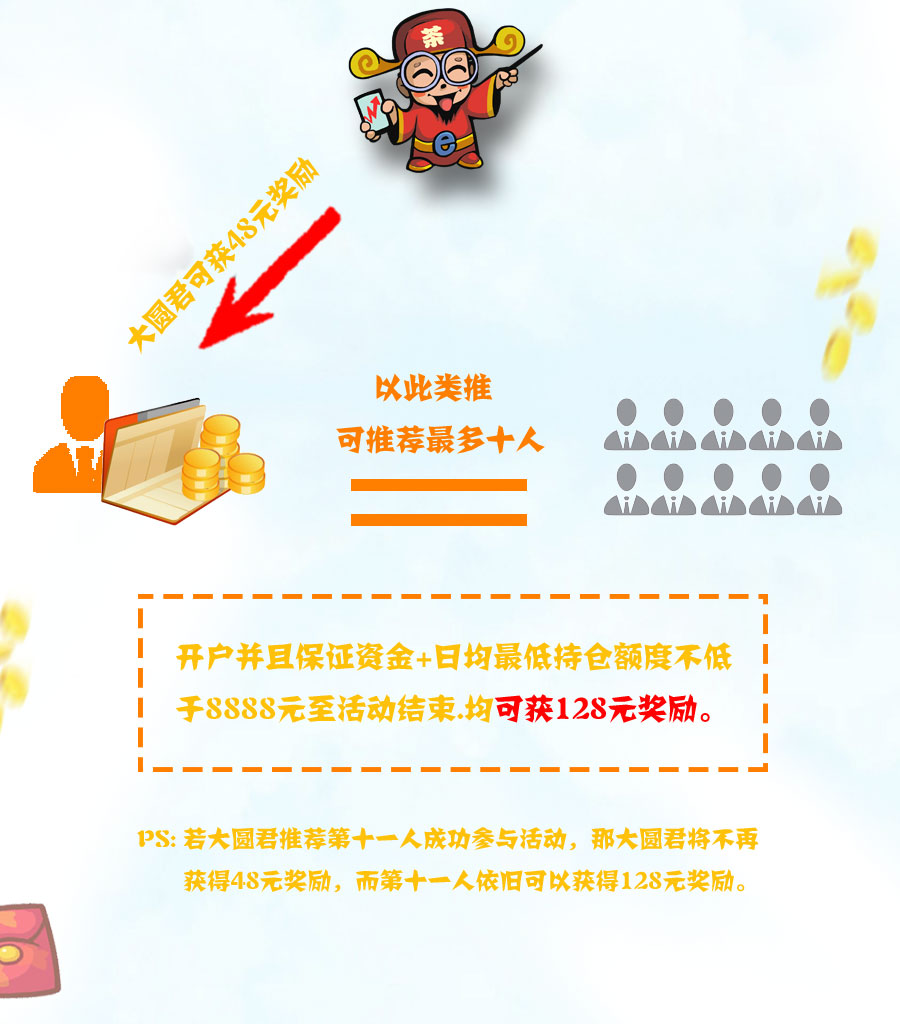 茶
e
大圆君可获48元奖励
以此类推
可推荐最多十人
开户并且保证资金+日均最低持仓额度不低
于8888元至活动结束.均可获128元奖励。
PS: 若大圆君推荐第十一人成功参与活动，那大圆君将不再
获得48元奖励，而第十一人依旧可以获得128元奖励。